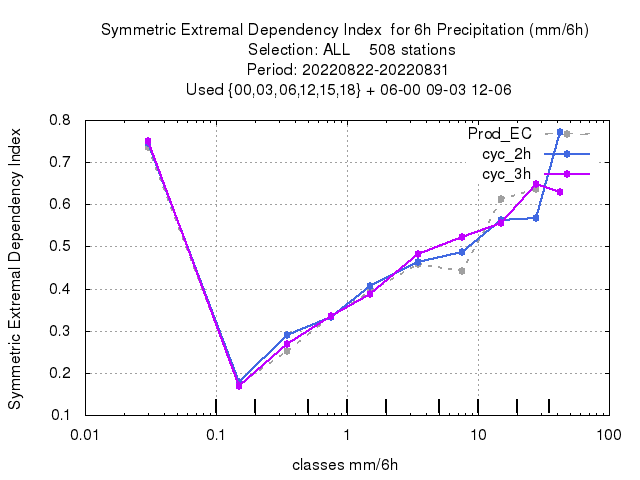 Symmetric Extremal Dependency Index  for 6h Precipitation (mm/6h)
Selection: ALL    508 stations
Period: 20220822-20220831
Used {00,03,06,12,15,18} + 06-00 09-03 12-06
Symmetric Extremal Dependency Index
0.8
0.7
0.6
0.5
0.4
0.3
0.2
0.1
Prod_EC
cyc_2h
cyc_3h
0.01
0.1
1
10
100
classes mm/6h